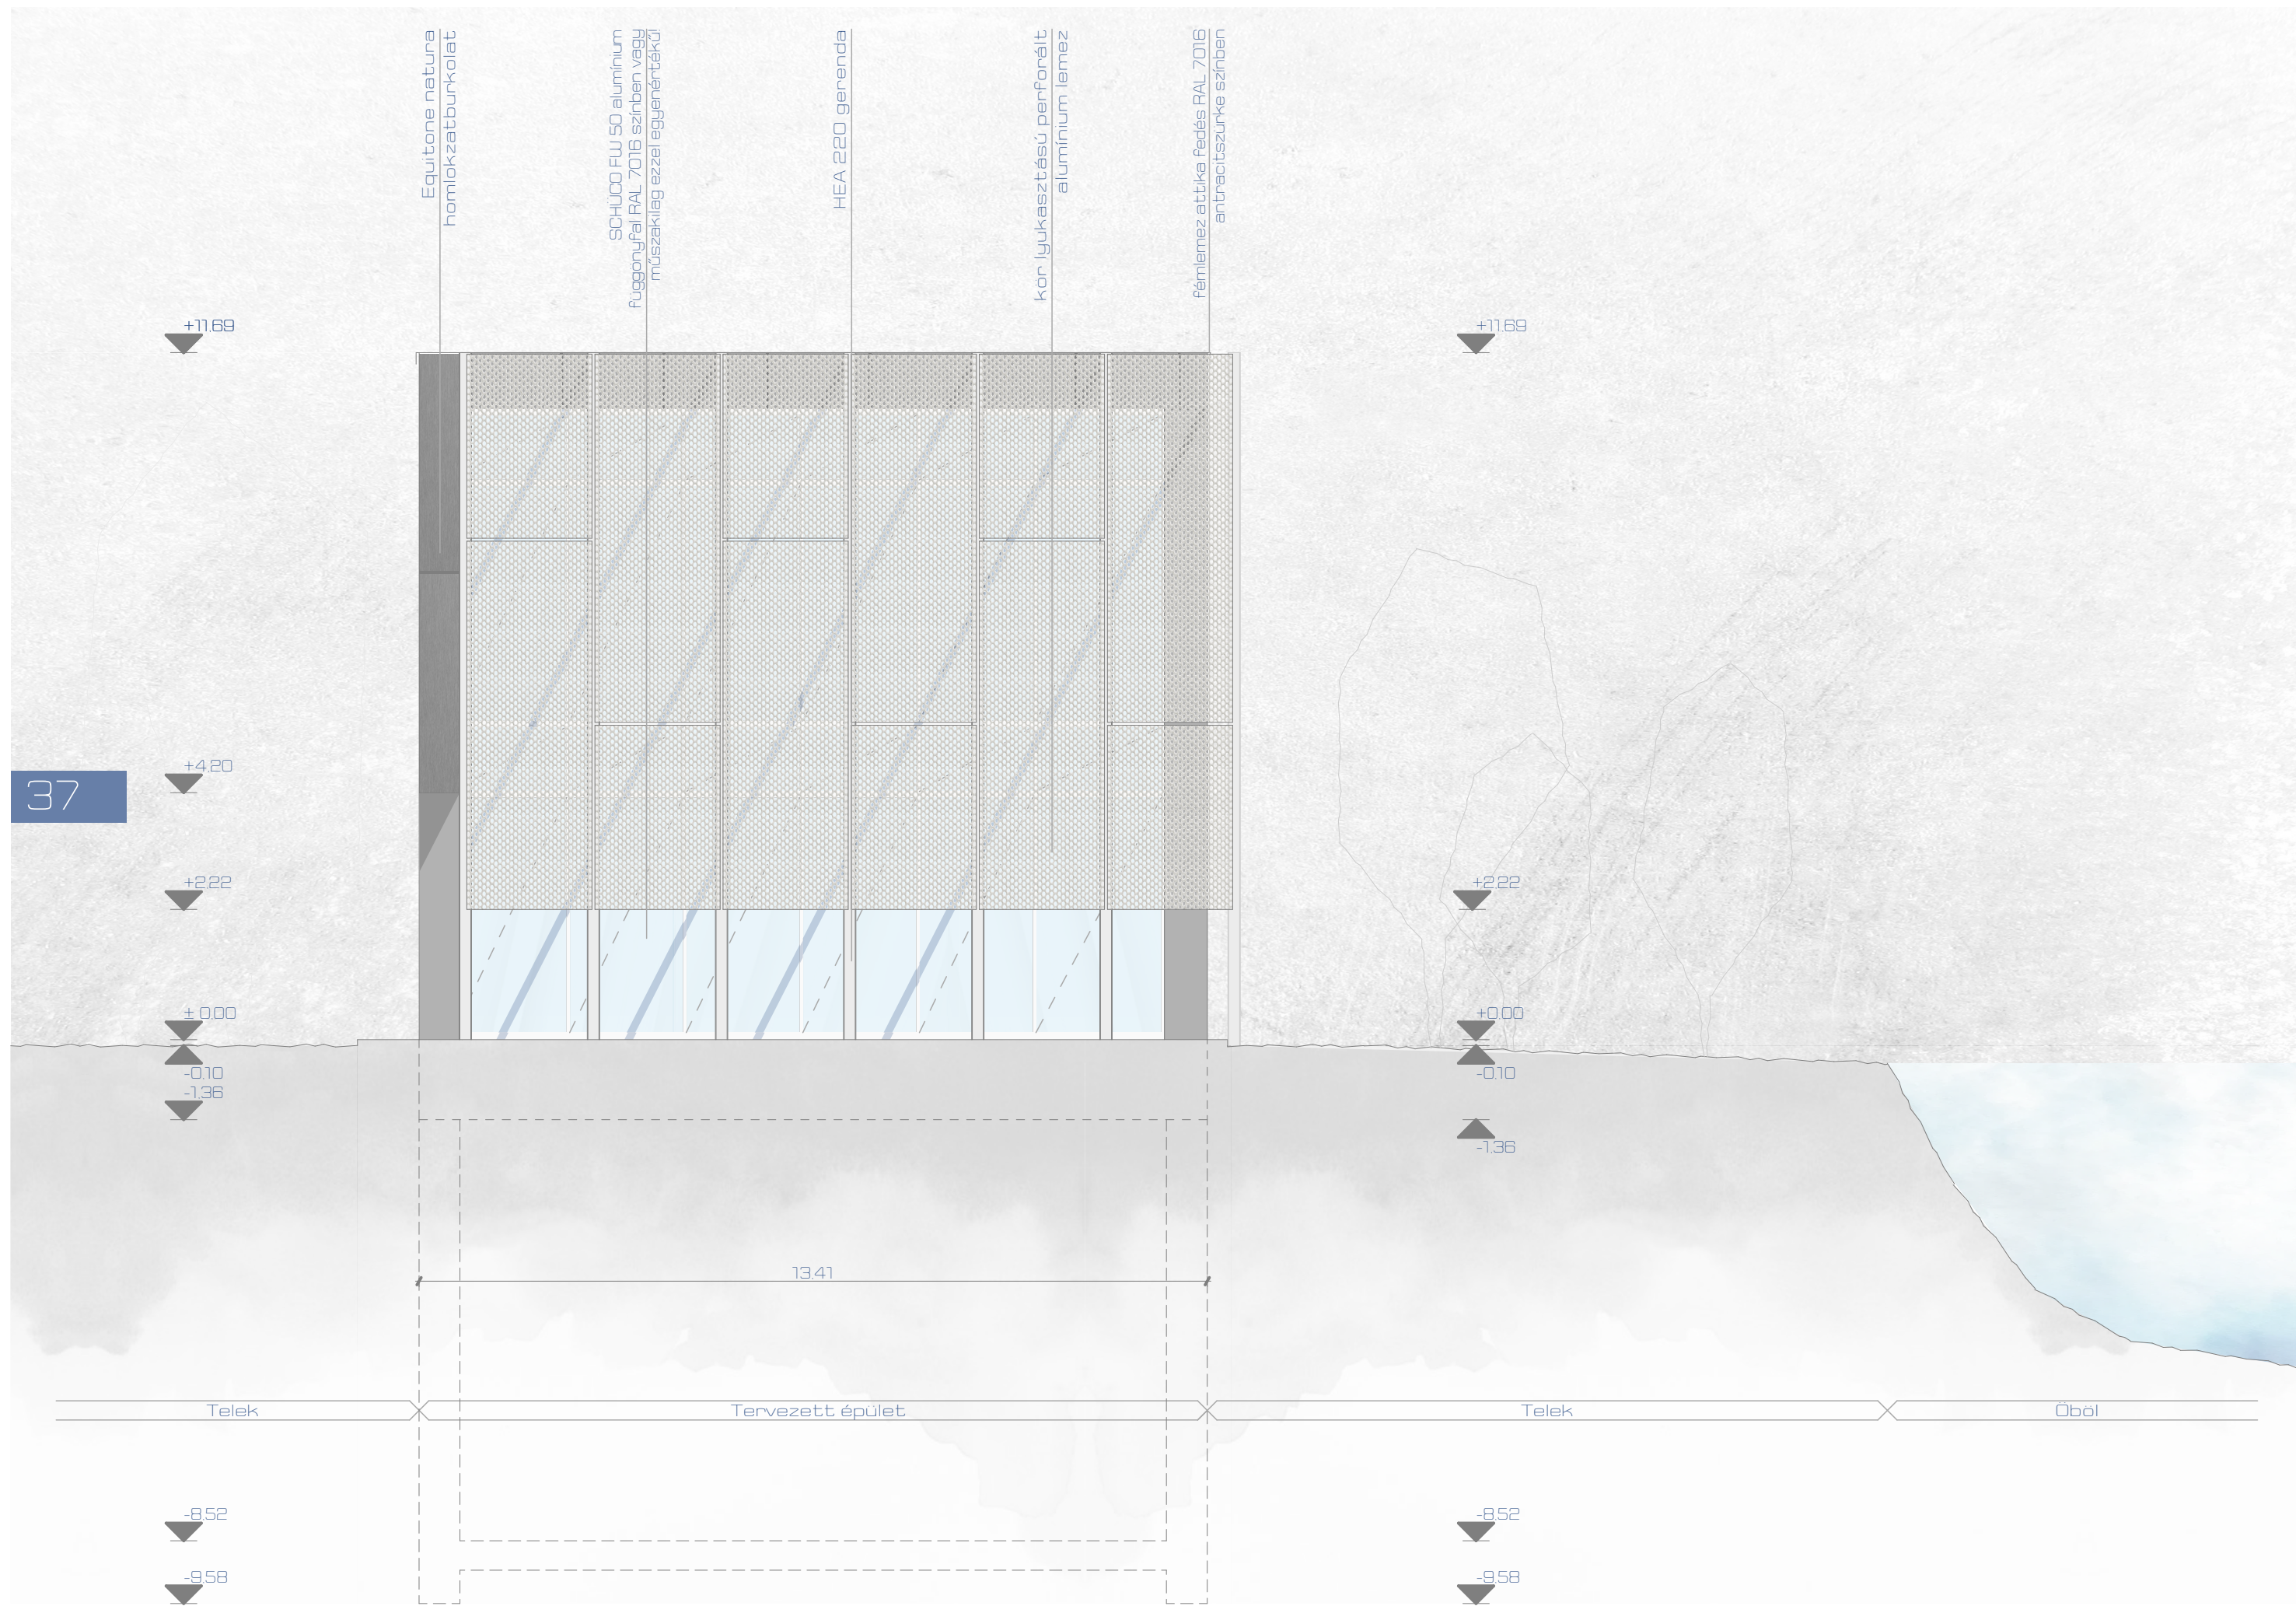 Equitone natura
homlokzatburkolat
SCHÜCO FW 50 alumínium
függönyfal RAL 7016 színben vagy
műszakilag ezzel egyenértékű
HEA 220 gerenda
kör lyukasztású perforált
alumínium lemez
fémlemez attika fedés RAL 7016
antracitszürke színben
+11.69
+11.69
+4.20
37
+2.22
+2.22
± 0.00
+0.00
-0.10
-0.10
-1.36
-1.36
13.41
Telek
Tervezett épület
Telek
Öböl
-8.52
-8.52
-9.58
-9.58